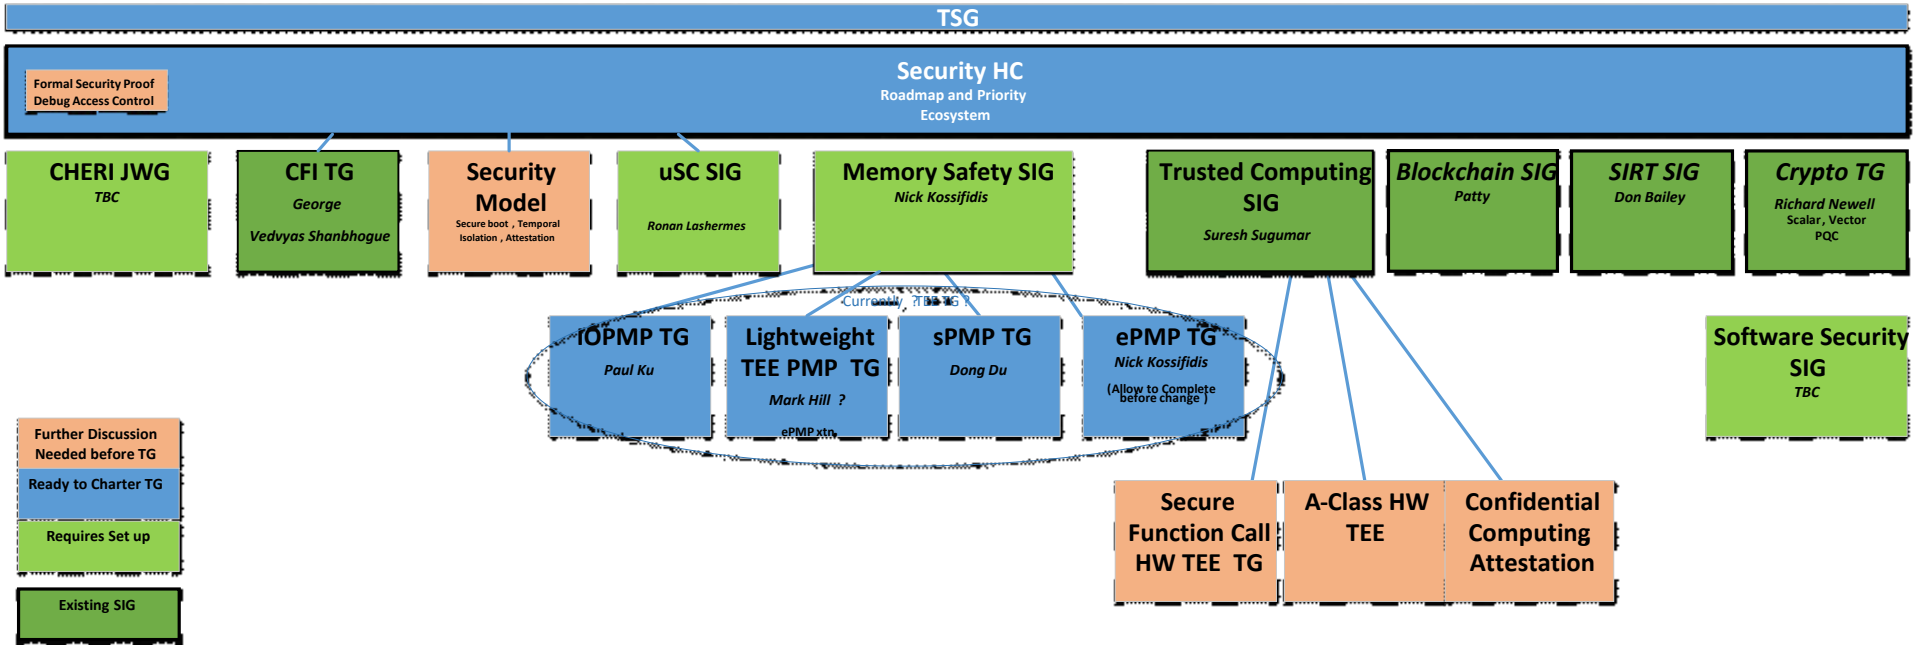 TSG
Security HC
Roadmap and Priority
Ecosystem
Formal Security Proof
Debug Access Control
CHERI JWG
TBC
CFI TG
George
Vedvyas Shanbhogue
Security
Model
Secure boot , Temporal
Isolation , Attestation
uSC SIG
Ronan Lashermes
Memory Safety SIG
Nick Kossifidis
Trusted Computing
SIG
Suresh Sugumar
Blockchain SIG
Patty
SIRT SIG
Don Bailey
Crypto TG
Richard Newell
Scalar, Vector
PQC
Currently ?TEE TG ?
IOPMP TG
Paul Ku
Lightweight
TEE PMP TG
Mark Hill ?
ePMP xtn
sPMP TG
Dong Du
ePMP TG
Nick Kossifidis
(Allow to Complete
before change )
Software Security
SIG
TBC
Further Discussion
Needed before TG
Ready to Charter TG
Requires Set up
Existing SIG
Secure
Function Call
HW TEE TG
A-Class HW
TEE
Confidential
Computing
Attestation